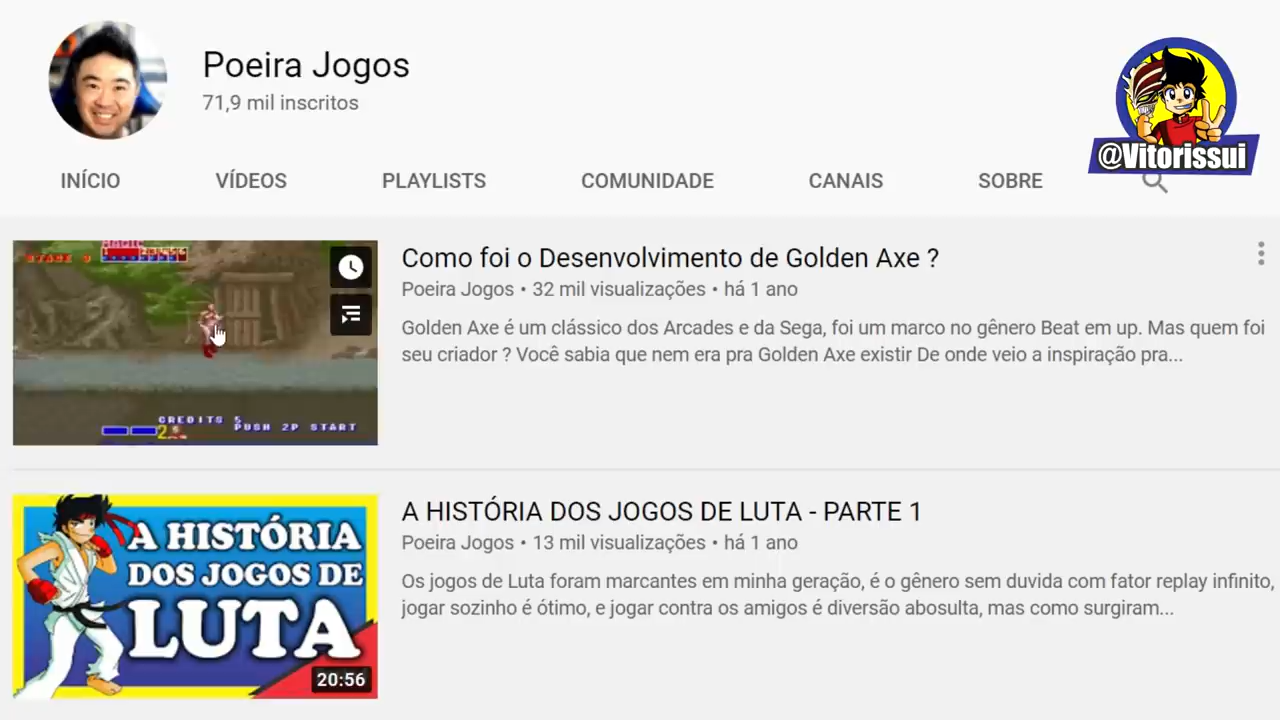 Poeira Jogos
71,9 mil inscritos
@Vitorissui
INÍCIO VÍDEOS PLAYLISTS COMUNIDADE CANAIS SOBRE
MAGIC
CREDITS 5
PUSH 2P START
Como foi o Desenvolvimento de Golden Axe ?
Poeira Jogos • 32 mil visualizações • há 1 ano
Golden Axe é um clássico dos Arcades e da Sega, foi um marco no gênero Beat em up. Mas quem foi
seu criador ? Você sabia que nem era pra Golden Axe existir De onde veio a inspiração pra...
A HISTÓRIA
DOS JOGOS DE
LUTA
20:56
A HISTÓRIA DOS JOGOS DE LUTA - PARTE 1
Poeira Jogos • 13 mil visualizações • há 1 ano
Os jogos de Luta foram marcantes em minha geração, é o gênero sem duvida com fator replay infinito,
jogar sozinho é ótimo, e jogar contra os amigos é diversão abosulta, mas como surgiram...